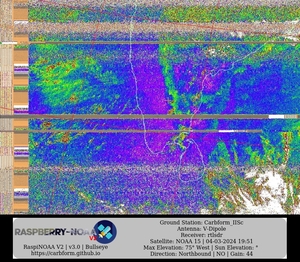 RASPBERRY-NOAA
V2
RaspiNOAA V2 | v3.0 | Bullseye
https://carbform.github.io
Ground Station: Carbform_IISc
Antenna: V-Dipole
Receiver: rtlsdr
Satellite: NOAA 15 | 04-03-2024 19:51
Max Elevation: 75° West | Sun Elevation: °
Direction: Northbound | NO | Gain: 44